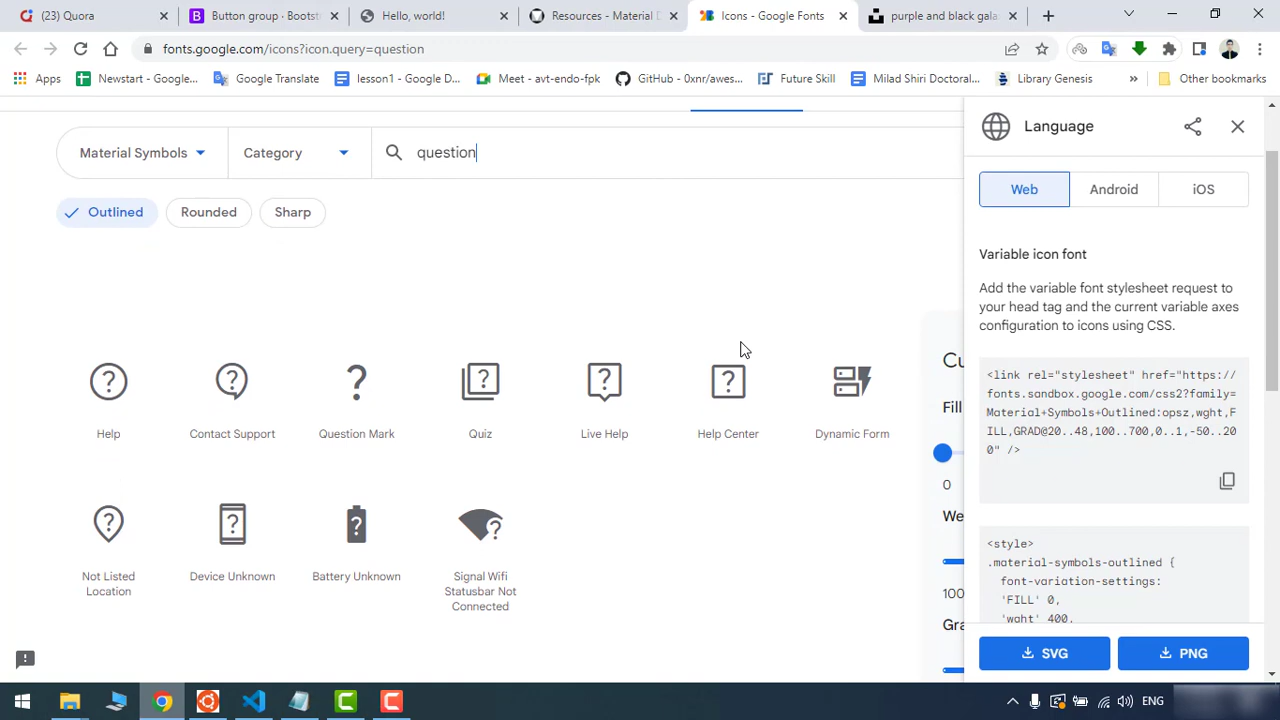 (23) Quora
Button group · Bootst
Hello, world!
Resources - Material D
Icons - Google Fonts
purple and black gala
fonts.google.com/icons?icon.query=question
Apps
Newstart - Google...
Google Translate
lesson1 - Google D...
Meet - avt-endo-fpk
GitHub - 0xnr/awes...
Future Skill
Milad Shiri Doctoral...
Library Genesis
»
Other bookmarks
Material Symbols
Category
question
Outlined
Rounded
Sharp
Help
Contact Support
Question Mark
Quiz
Live Help
Help Center
Dynamic Form
Not Listed
Location
Device Unknown
Battery Unknown
Signal Wifi
Statusbar Not
Connected
Cu
Fill
0
We
100
Gra
Language
Web
Android
iOS
Variable icon font
Add the variable font stylesheet request to
your head tag and the current variable axes
configuration to icons using CSS.
<link rel="stylesheet" href="https://
fonts.sandbox.google.com/css2?family=
Material+Symbols+Outlined:opsz,wght,F
ILL,GRAD@20..48,100..700,0..1,-50..20
0" />
<style>
.material-symbols-outlined {
font-variation-settings:
'FILL' 0,
'wght' 400,
SVG
PNG
ENG